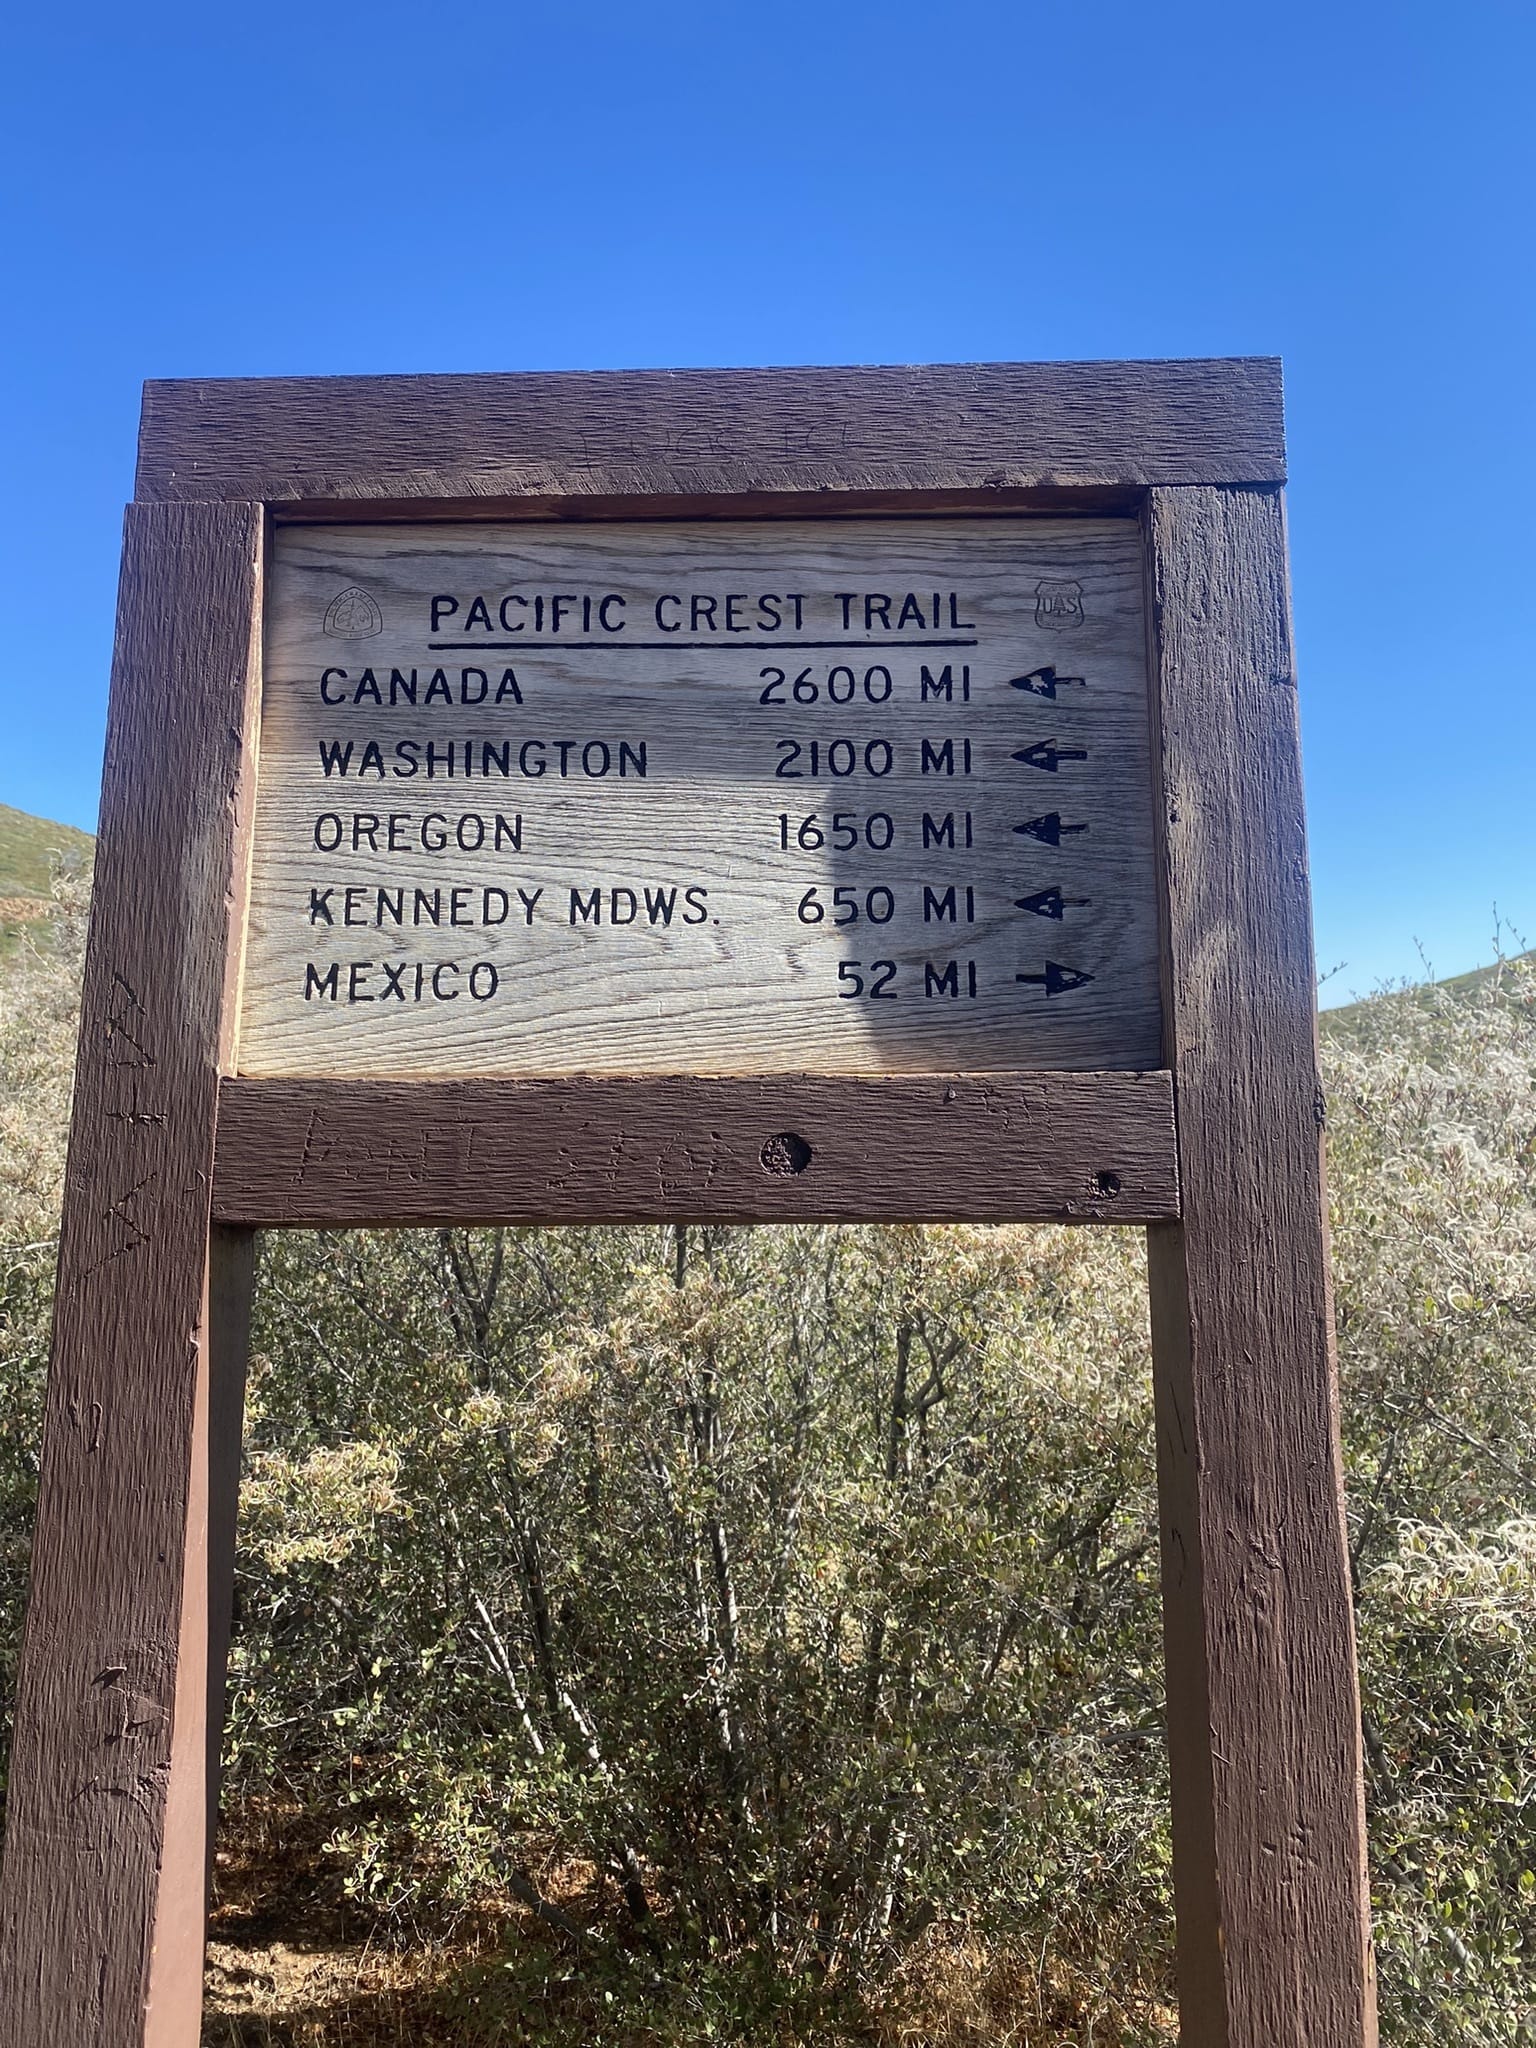 PACIFIC CREST TRAIL
CANADA 2600 MI
WASHINGTON 2100 MI
OREGON 1650 MI
KENNEDY MDWS. 650 MI
MEXICO 52 MI